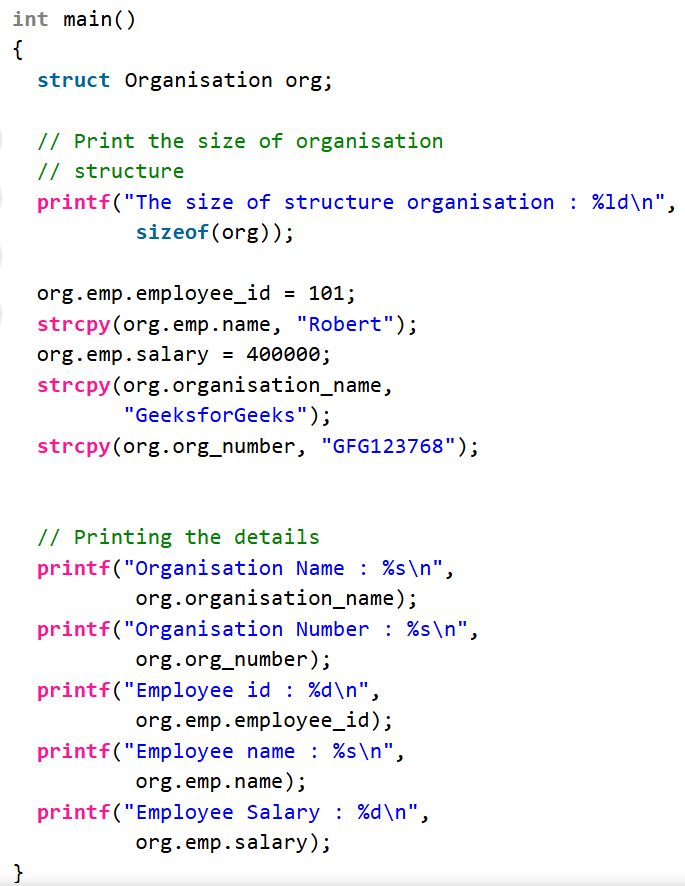 int main()
{
  struct Organisation org;

  // Print the size of organisation
  // structure
  printf("The size of structure organisation : %ld\n",
          sizeof(org));

  org.emp.employee_id = 101;
  strcpy(org.emp.name, "Robert");
  org.emp.salary = 400000;
  strcpy(org.organisation_name,
         "GeeksforGeeks");
  strcpy(org.org_number, "GFG123768");


  // Printing the details
  printf("Organisation Name : %s\n",
          org.organisation_name);
  printf("Organisation Number : %s\n",
          org.org_number);
  printf("Employee id : %d\n",
          org.emp.employee_id);
  printf("Employee name : %s\n",
          org.emp.name);
  printf("Employee Salary : %d\n",
          org.emp.salary);
}